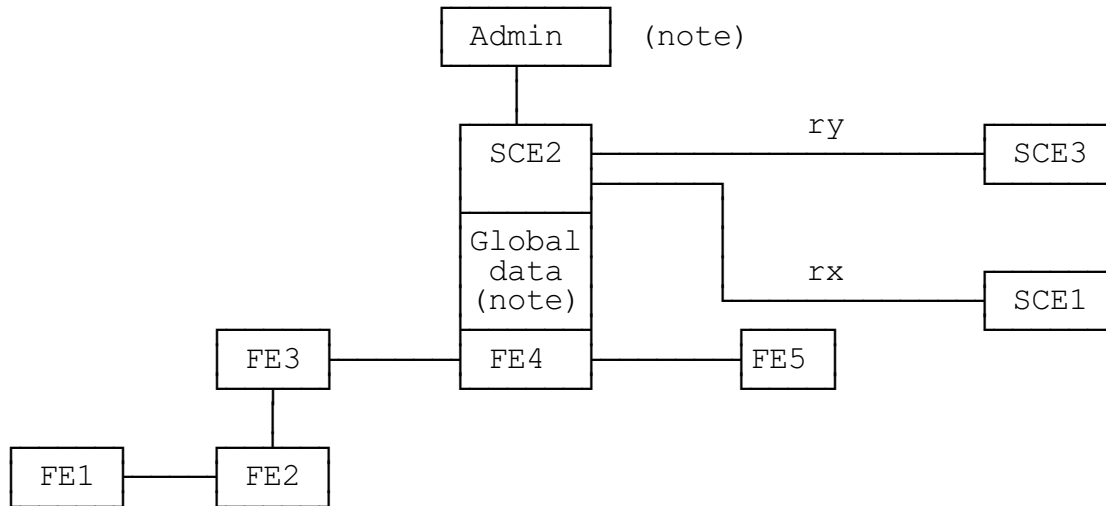 Admin (note)
ry
SCE2
SCE3
Global
data
(note)
rx
SCE1
FE3
FE4
FE5
FE1
FE2